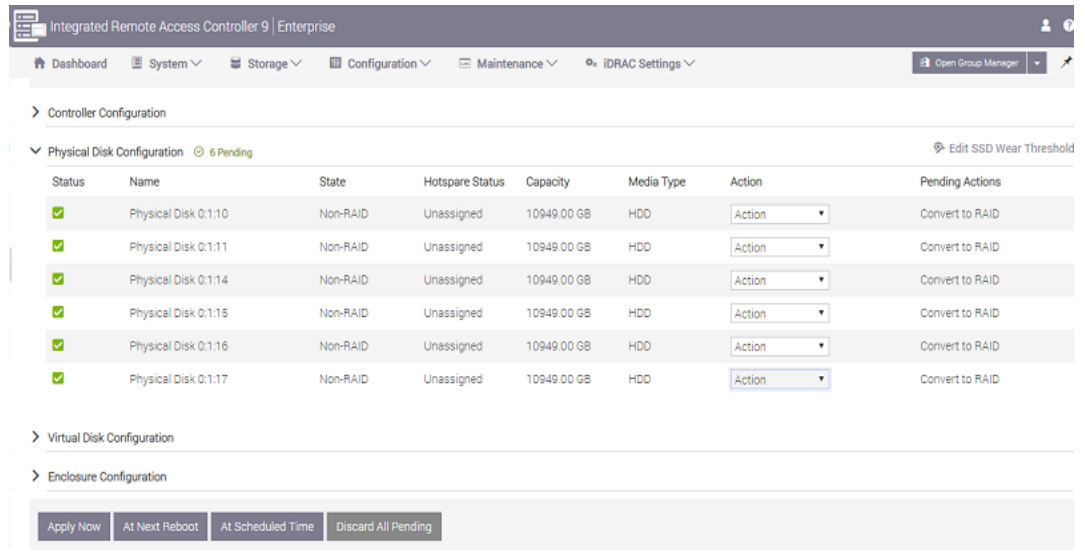 Integrated Remote Access Controller 9 | Enterprise
Dashboard System Storage Configuration Maintenance iDRAC Settings Open Group Manager
Controller Configuration
Physical Disk Configuration 6 Pending Edit SSD Wear Threshold
Status Name State Hotspare Status Capacity Media Type Action Pending Actions
Physical Disk 0:1:10 Non-RAID Unassigned 10949.00 GB HDD Action Convert to RAID
Physical Disk 0:1:11 Non-RAID Unassigned 10949.00 GB HDD Action Convert to RAID
Physical Disk 0:1:14 Non-RAID Unassigned 10949.00 GB HDD Action Convert to RAID
Physical Disk 0:1:15 Non-RAID Unassigned 10949.00 GB HDD Action Convert to RAID
Physical Disk 0:1:16 Non-RAID Unassigned 10949.00 GB HDD Action Convert to RAID
Physical Disk 0:1:17 Non-RAID Unassigned 10949.00 GB HDD Action Convert to RAID
Virtual Disk Configuration
Enclosure Configuration
Apply Now At Next Reboot At Scheduled Time Discard All Pending